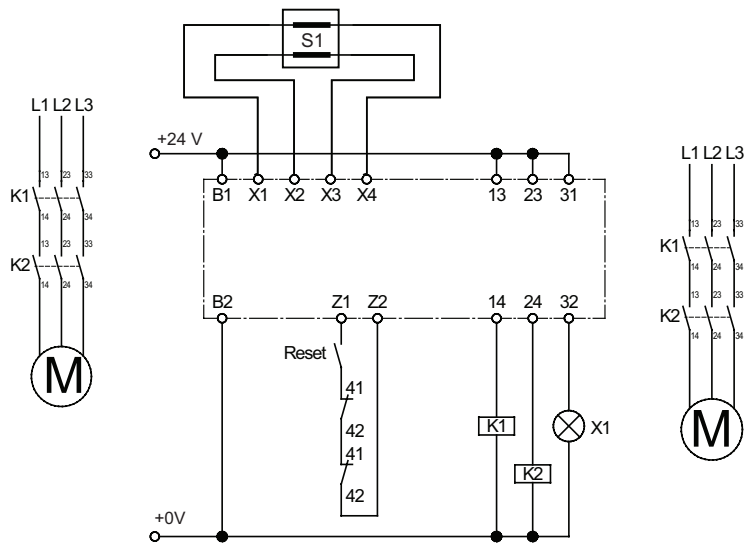 S1
L1 L2 L3
+24 V
L1 L2 L3
13 23 33
B1 X1 X2 X3 X4 13 23 31
K1
14 24 34
13 23 33
K2
14 24 34
M
13 23 33
K1
14 24 34
13 23 33
K2
14 24 34
M
B2 Z1 Z2 14 24 32
Reset
41
42
41
42
K1
K2
X1
+0V